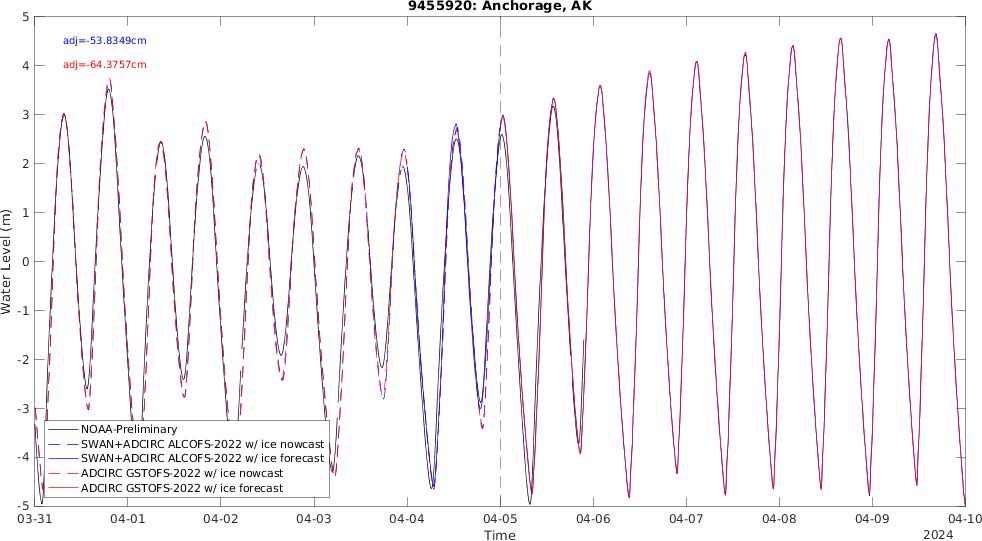 9455920: Anchorage, AK
adj=-53.8349cm
adj=-64.3757cm
Water Level (m)
5
4
3
2
1
0
-1
-2
-3
-4
-5
NOAA-Preliminary
SWAN+ADCIRC ALCOFS-2022 w/ ice nowcast
SWAN+ADCIRC ALCOFS-2022 w/ ice forecast
ADCIRC GSTOFS-2022 w/ ice nowcast
ADCIRC GSTOFS-2022 w/ ice forecast
03-31 04-01 04-02 04-03 04-04 04-05 04-06 04-07 04-08 04-09 04-10
Time
2024